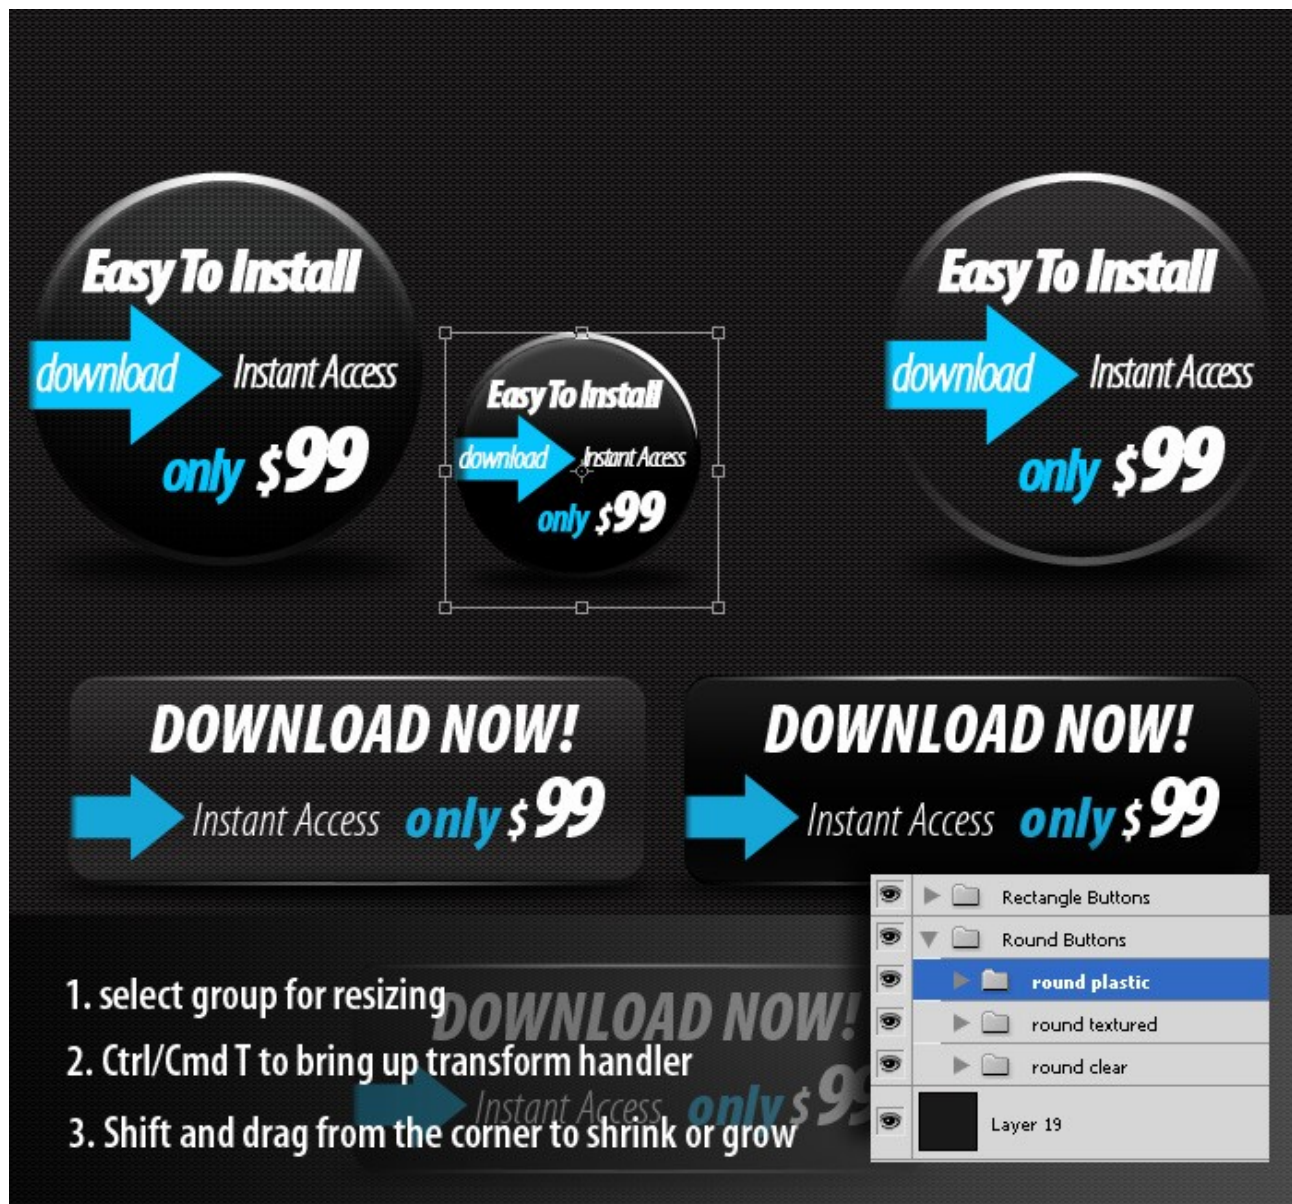 Easy To Install
download Instant Access
only $99
Easy To Install
download Instant Access
only $99
Easy To Install
download Instant Access
only $99
DOWNLOAD NOW!
Instant Access only $99
DOWNLOAD NOW!
Instant Access only $99
1. select group for resizing
2. Ctrl/Cmd T to bring up transform handler
3. Shift and drag from the corner to shrink or grow
DOWNLOAD NOW!
Instant Access only $99
Rectangle Buttons
Round Buttons
round plastic
round textured
round clear
Layer 19